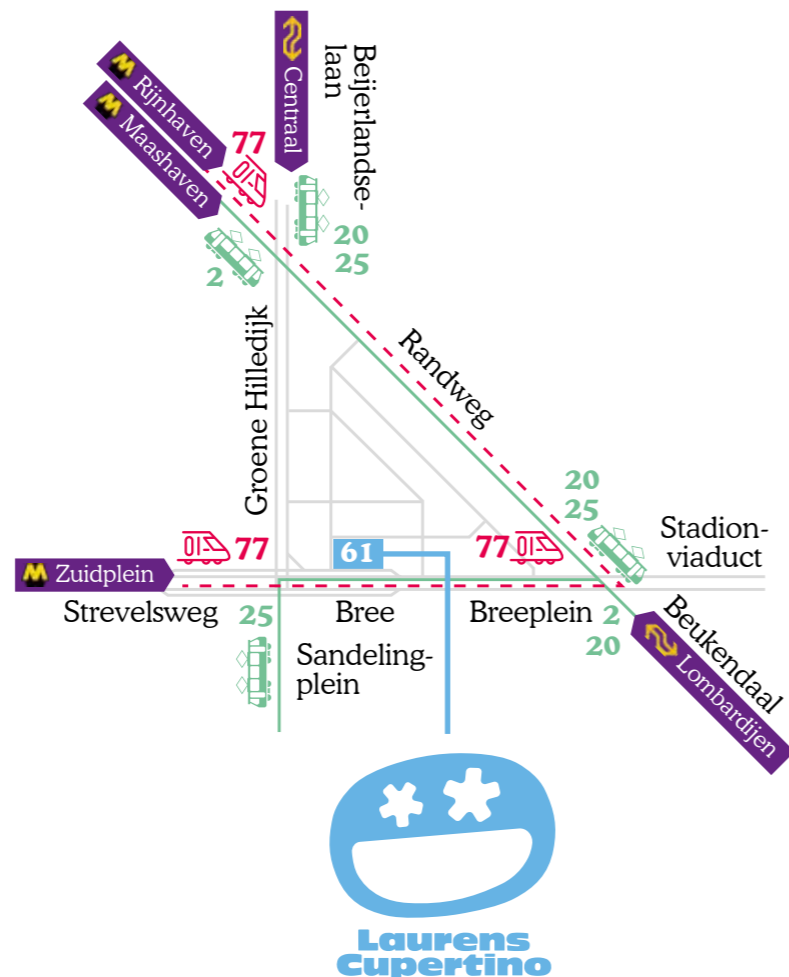 M Rijnhaven
M Maashaven
Centraal
Beijerlandse-
laan
77
20
25
2
Groene Hilledijk
Randweg
20
25
77
61
77
Stadion-
viaduct
M Zuidplein
Strevelsweg
Bree
Breeplein
25
Sandeling-
plein
2
20
Beukendaal
Lombardijen
Laurens
Cupertino